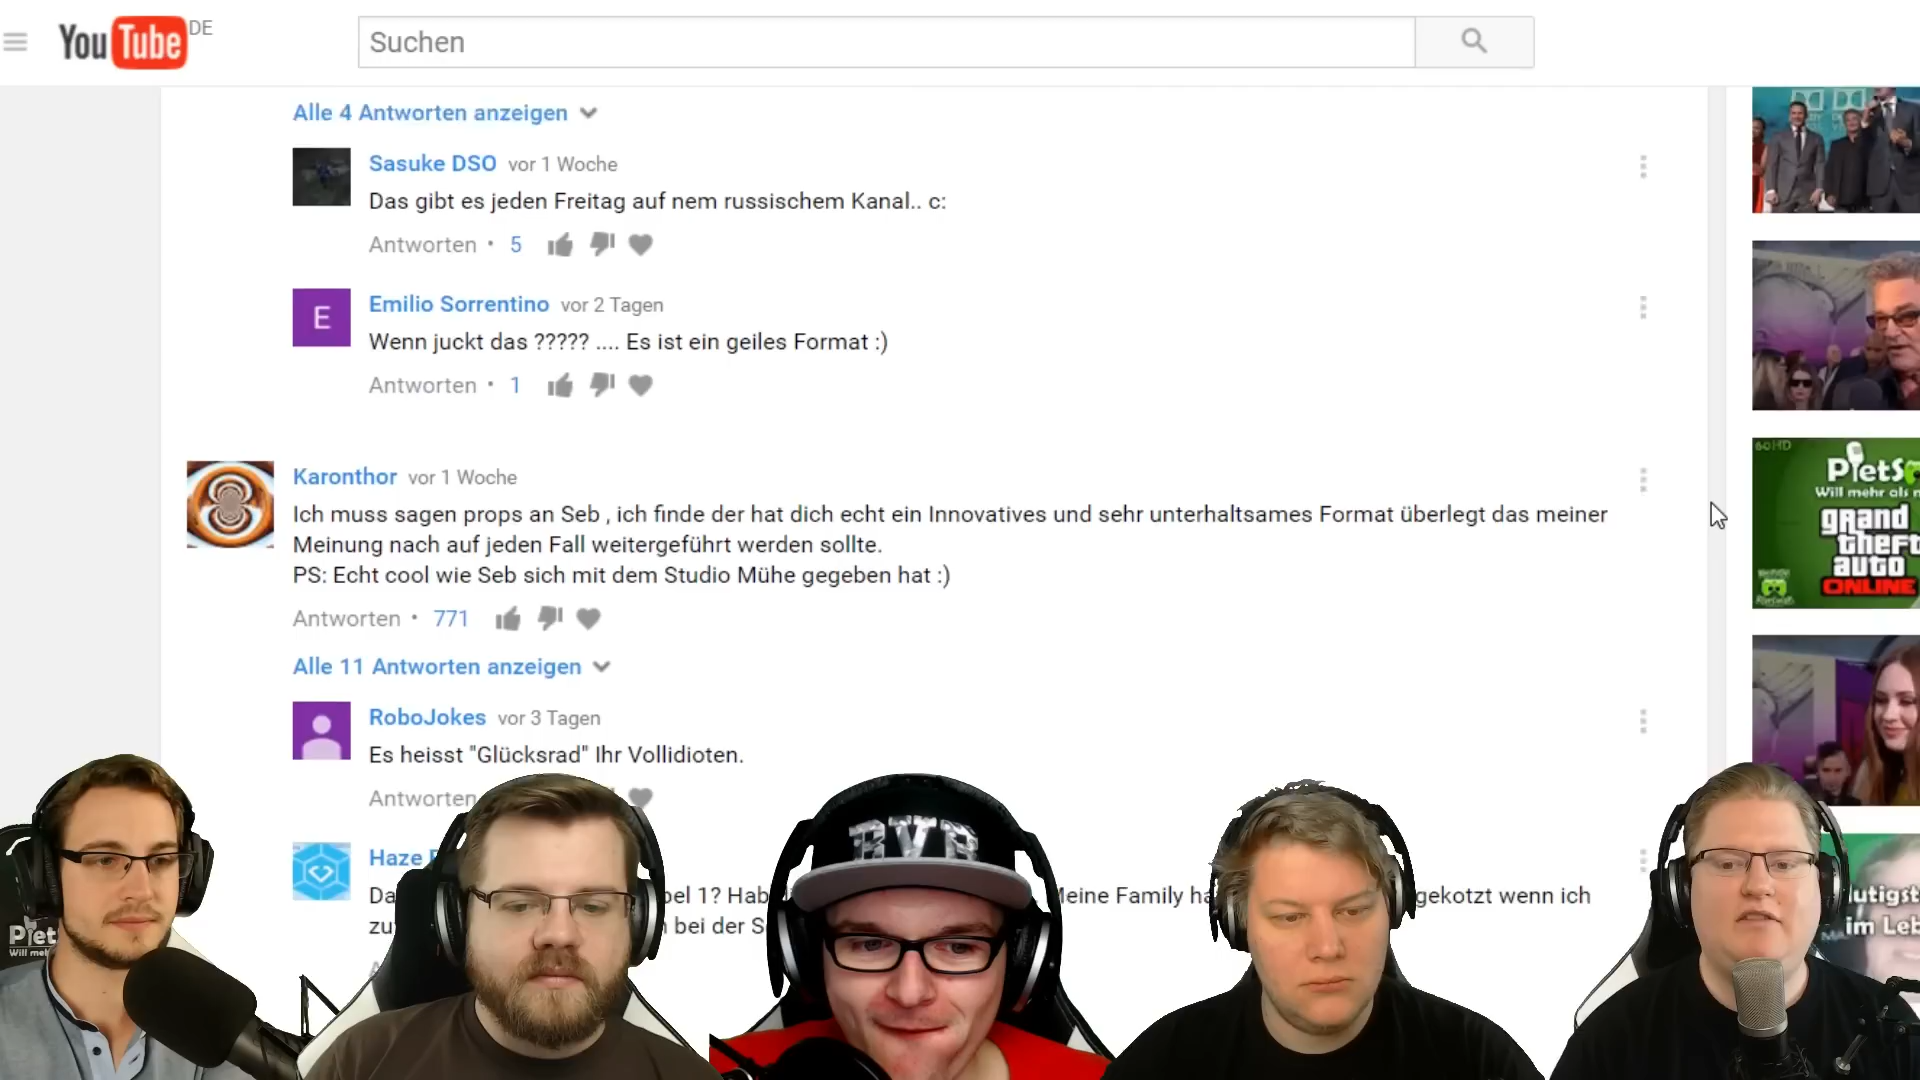 YouTube DE
Suchen
Alle 4 Antworten anzeigen
Sasuke DSO vor 1 Woche
Das gibt es jeden Freitag auf nem russischem Kanal.. c:
Antworten • 5
E
Emilio Sorrentino vor 2 Tagen
Wenn juckt das ????? .... Es ist ein geiles Format :)
Antworten • 1
Karonthor vor 1 Woche
Ich muss sagen props an Seb , ich finde der hat dich echt ein Innovatives und sehr unterhaltsames Format überlegt das meiner
Meinung nach auf jeden Fall weitergeführt werden sollte.
PS: Echt cool wie Seb sich mit dem Studio Mühe gegeben hat :)
Antworten • 771
Alle 11 Antworten anzeigen
RoboJokes vor 3 Tagen
Es heisst "Glücksrad" Ihr Vollidioten.
Antworten
Haze
gekotzt wenn ich
bei der
60HD
Will mehr als
grand
theft
auto
ONLINE
im
RVR